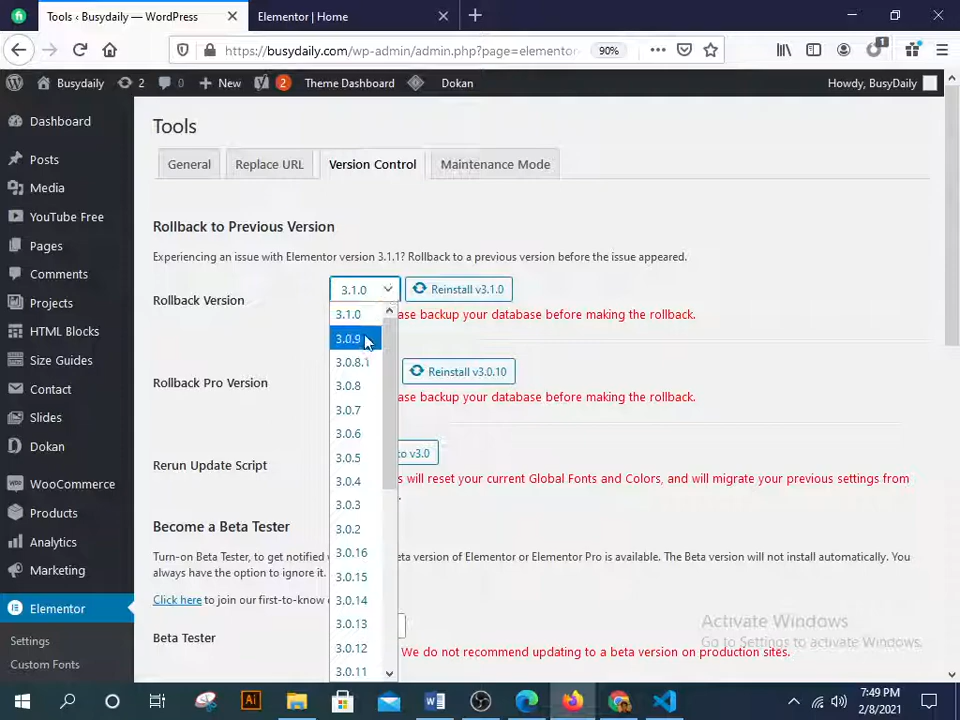 Tools ‹ Busydaily — WordPress
Elementor | Home
https://busydaily.com/wp-admin/admin.php?page=elementor-
90%
1
Busydaily
2
0
New
2
Theme Dashboard
Dokan
Howdy, BusyDaily
Dashboard
Posts
Media
YouTube Free
Pages
Comments
Projects
HTML Blocks
Size Guides
Contact
Slides
Dokan
WooCommerce
Products
Analytics
Marketing
Elementor
Settings
Custom Fonts
Tools
General
Replace URL
Version Control
Maintenance Mode
Rollback to Previous Version
Experiencing an issue with Elementor version 3.1.1? Rollback to a previous version before the issue appeared.
Rollback Version
3.1.0
Reinstall v3.1.0
ase backup your database before making the rollback.
3.1.0
3.0.9
3.0.8.1
3.0.8
3.0.7
3.0.6
3.0.5
3.0.4
3.0.3
3.0.2
3.0.16
3.0.15
3.0.14
3.0.13
3.0.12
3.0.11
Rollback Pro Version
Reinstall v3.0.10
ase backup your database before making the rollback.
Rerun Update Script
to v3.0
s will reset your current Global Fonts and Colors, and will migrate your previous settings from
Become a Beta Tester
Turn-on Beta Tester, to get notified
eta version of Elementor or Elementor Pro is available. The Beta version will not install automatically. You
always have the option to ignore it.
Click here to join our first-to-know
Beta Tester
We do not recommend updating to a beta version on production sites.
Activate Windows
Go to Settings to activate Windows.
Ai
7:49 PM
2/8/2021